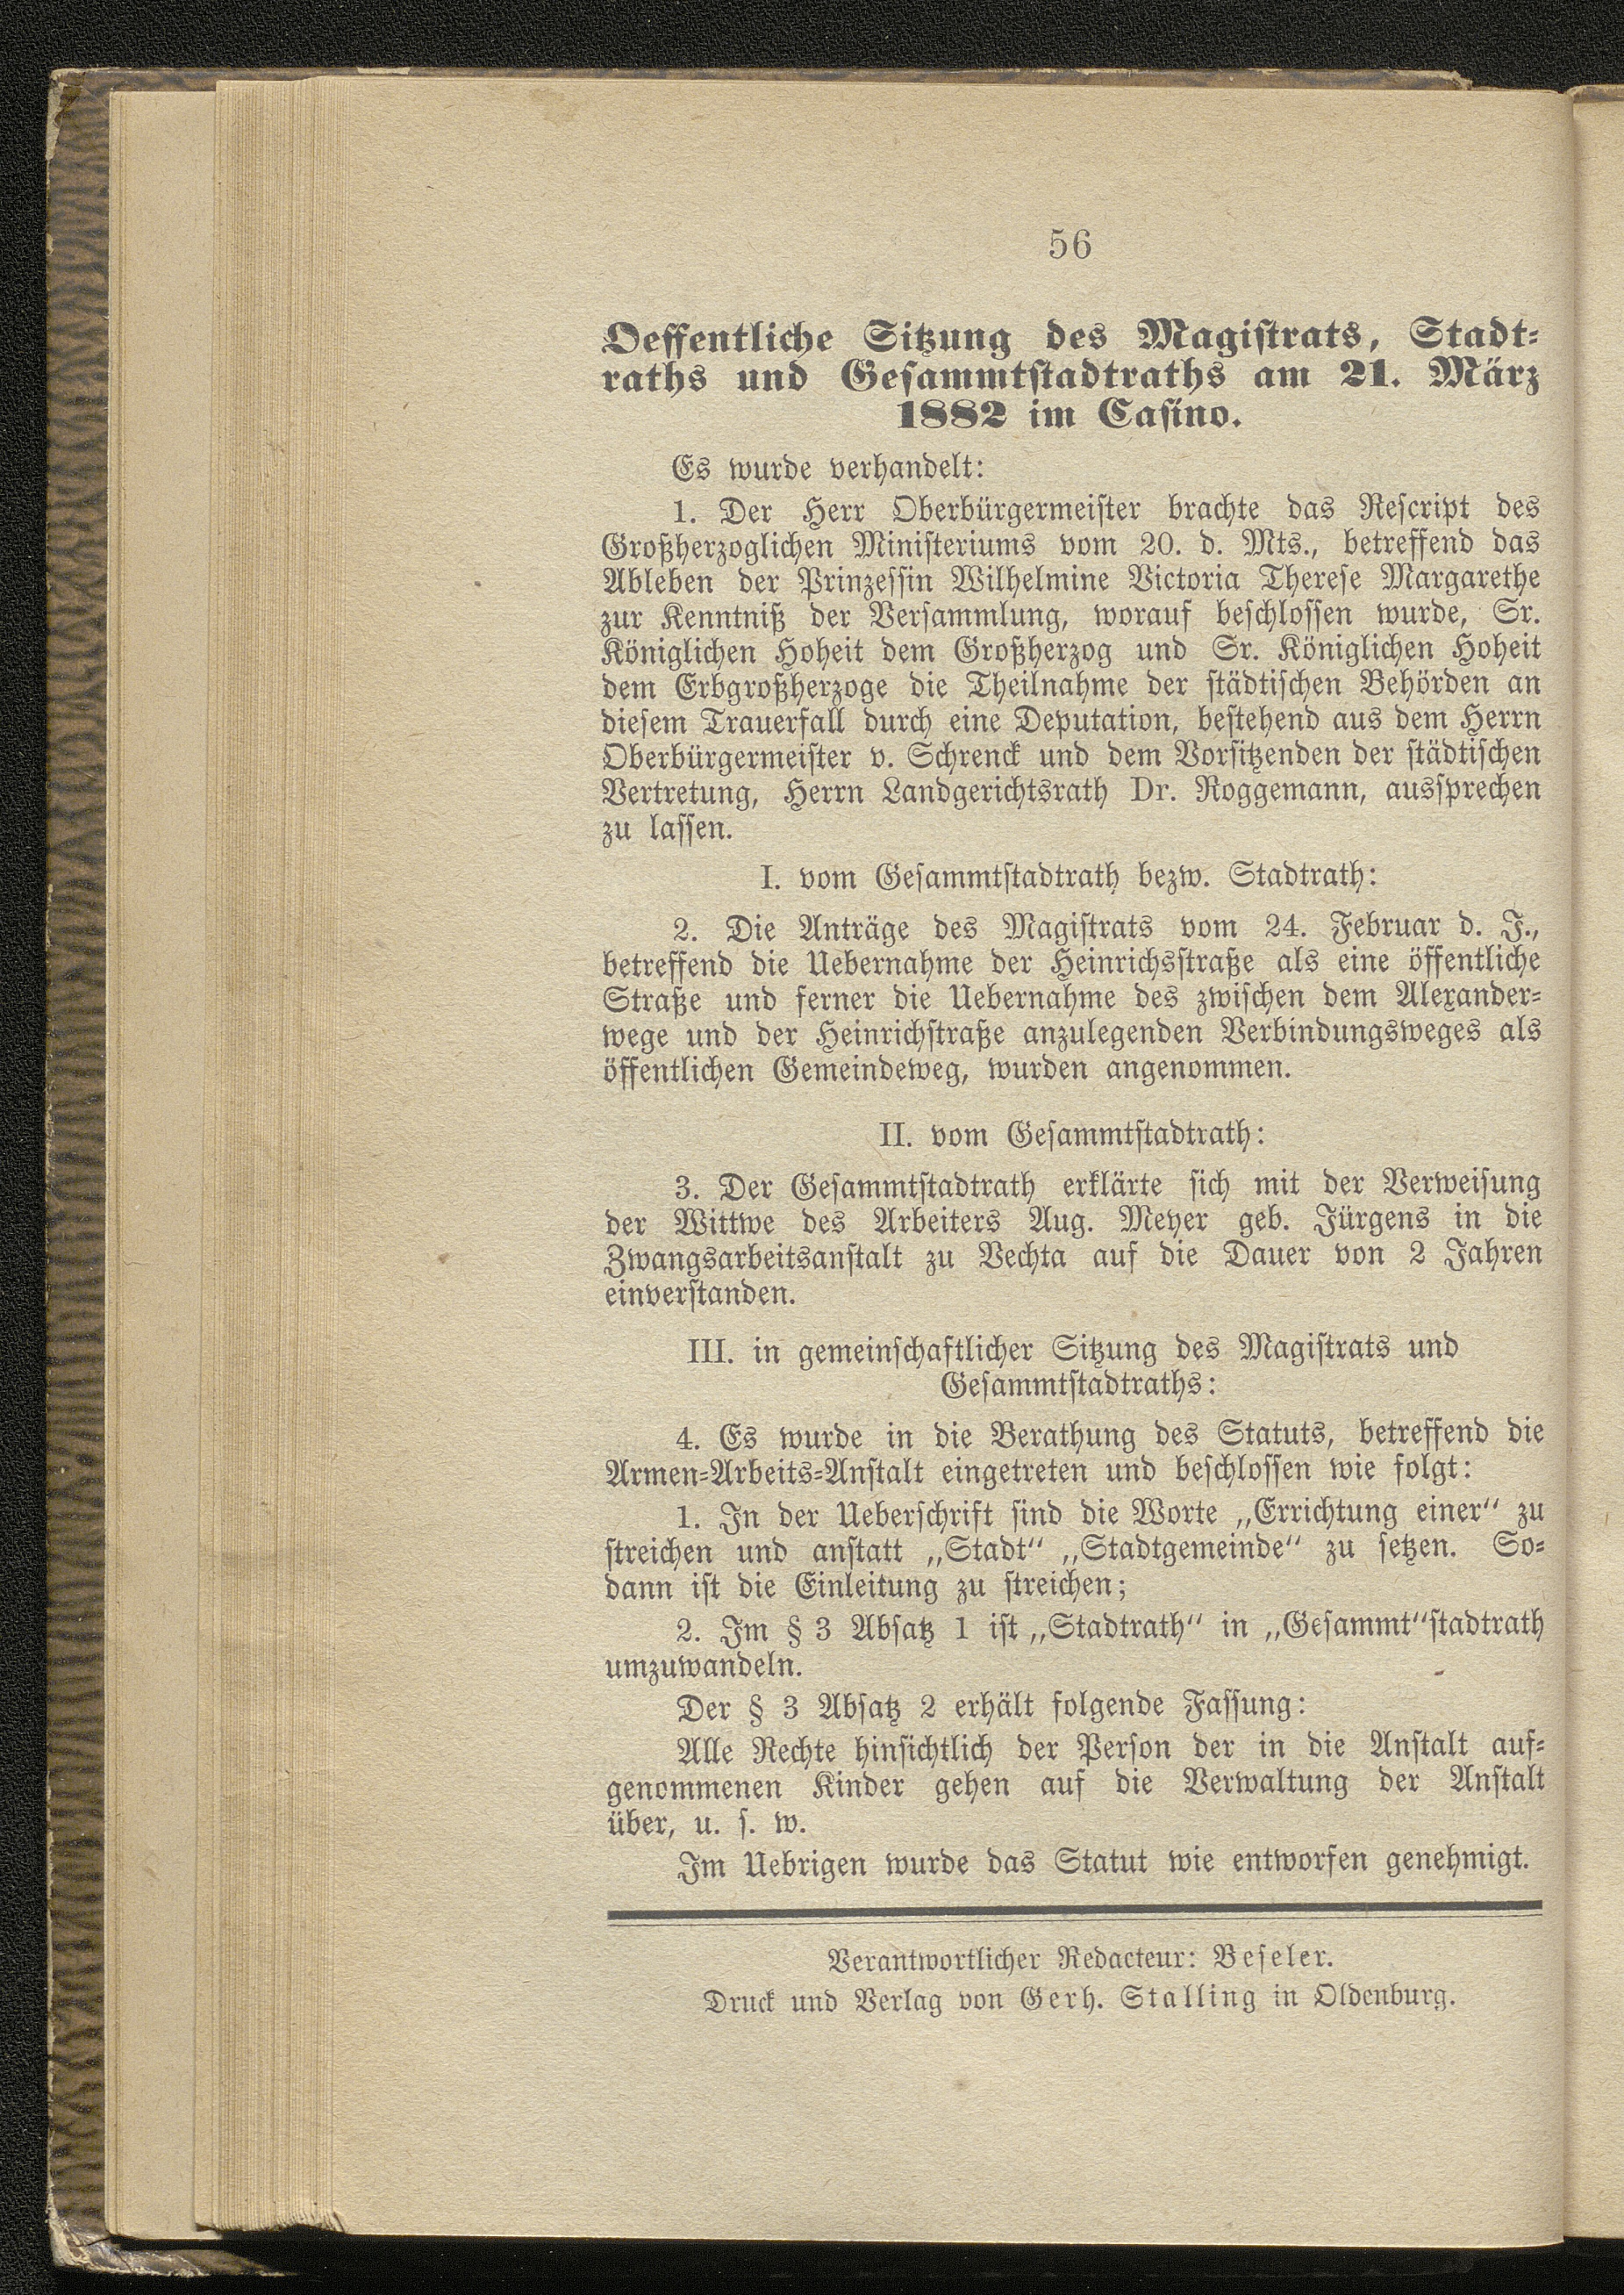 56
Oeffentliche Sitzung des Magistrats, Stadt-
raths und Gesammtstadtraths am 21. März
1882 im Casino.
Es wurde verhandelt:
1. Der Herr Oberbürgermeister brachte das Rescript des
Großherzoglichen Ministeriums vom 20. d. Mts., betreffend das
Ableben der Prinzessin Wilhelmine Victoria Therese Margarethe
zur Kenntniß der Versammlung, worauf beschlossen wurde, Sr.
Königlichen Hoheit dem Großherzog und Sr. Königlichen Hoheit
dem Erbgroßherzoge die Theilnahme der städtischen Behörden an
diesem Trauerfall durch eine Deputation, bestehend aus dem Herrn
Oberbürgermeister v. Schrenck und dem Vorsitzenden der städtischen
Vertretung, Herrn Landgerichtsrath Dr. Roggemann, aussprechen
zu lassen.
I. vom Gesammtstadtrath bezw. Stadtrath:
2. Die Anträge des Magistrats vom 24. Februar d. J.,
betreffend die Uebernahme der Heinrichsstraße als eine öffentliche
Straße und ferner die Uebernahme des zwischen dem Alexander-
wege und der Heinrichstraße anzulegenden Verbindungsweges als
öffentlichen Gemeindeweg, wurden angenommen.
II. vom Gesammtstadtrath:
3. Der Gesammtstadtrath erklärte sich mit der Verweisung
der Wittwe des Arbeiters Aug. Meyer geb. Jürgens in die
Zwangsarbeitsanstalt zu Vechta auf die Dauer von 2 Jahren
einverstanden.
III. in gemeinschaftlicher Sitzung des Magistrats und
Gesammtstadtraths:
4. Es wurde in die Berathung des Statuts, betreffend die
Armen-Arbeits-Anstalt eingetreten und beschlossen wie folgt:
1. In der Ueberschrift sind die Worte „Errichtung einer“ zu
streichen und anstatt „Stadt“ „Stadtgemeinde“ zu setzen. So-
dann ist die Einleitung zu streichen;
2. Im § 3 Absatz 1 ist „Stadtrath“ in „Gesammt“stadtrath
umzuwandeln.
Der § 3 Absatz 2 erhält folgende Fassung:
Alle Rechte hinsichtlich der Person der in die Anstalt auf-
genommenen Kinder gehen auf die Verwaltung der Anstalt
über, u. s. w.
Im Uebrigen wurde das Statut wie entworfen genehmigt.
Verantwortlicher Redacteur: Beseler.
Druck und Verlag von Gerh. Stalling in Oldenburg.